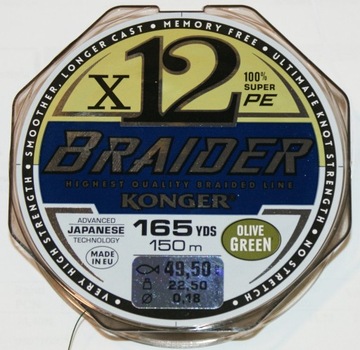 VERY HIGH STRENGTH • SMOOTHER, LONGER CAST • MEMORY FREE • ULTIMATE KNOT STRENGTH • NO STRETCH •
X12
100%
SUPER
PE
BRAIDER
HIGHEST QUALITY BRAIDED LINE
KONGER®
ADVANCED
JAPANESE
TECHNOLOGY
165 YDS
150 m
OLIVE
GREEN
MADE
IN EU
49,50
22,50
Ø 0,18